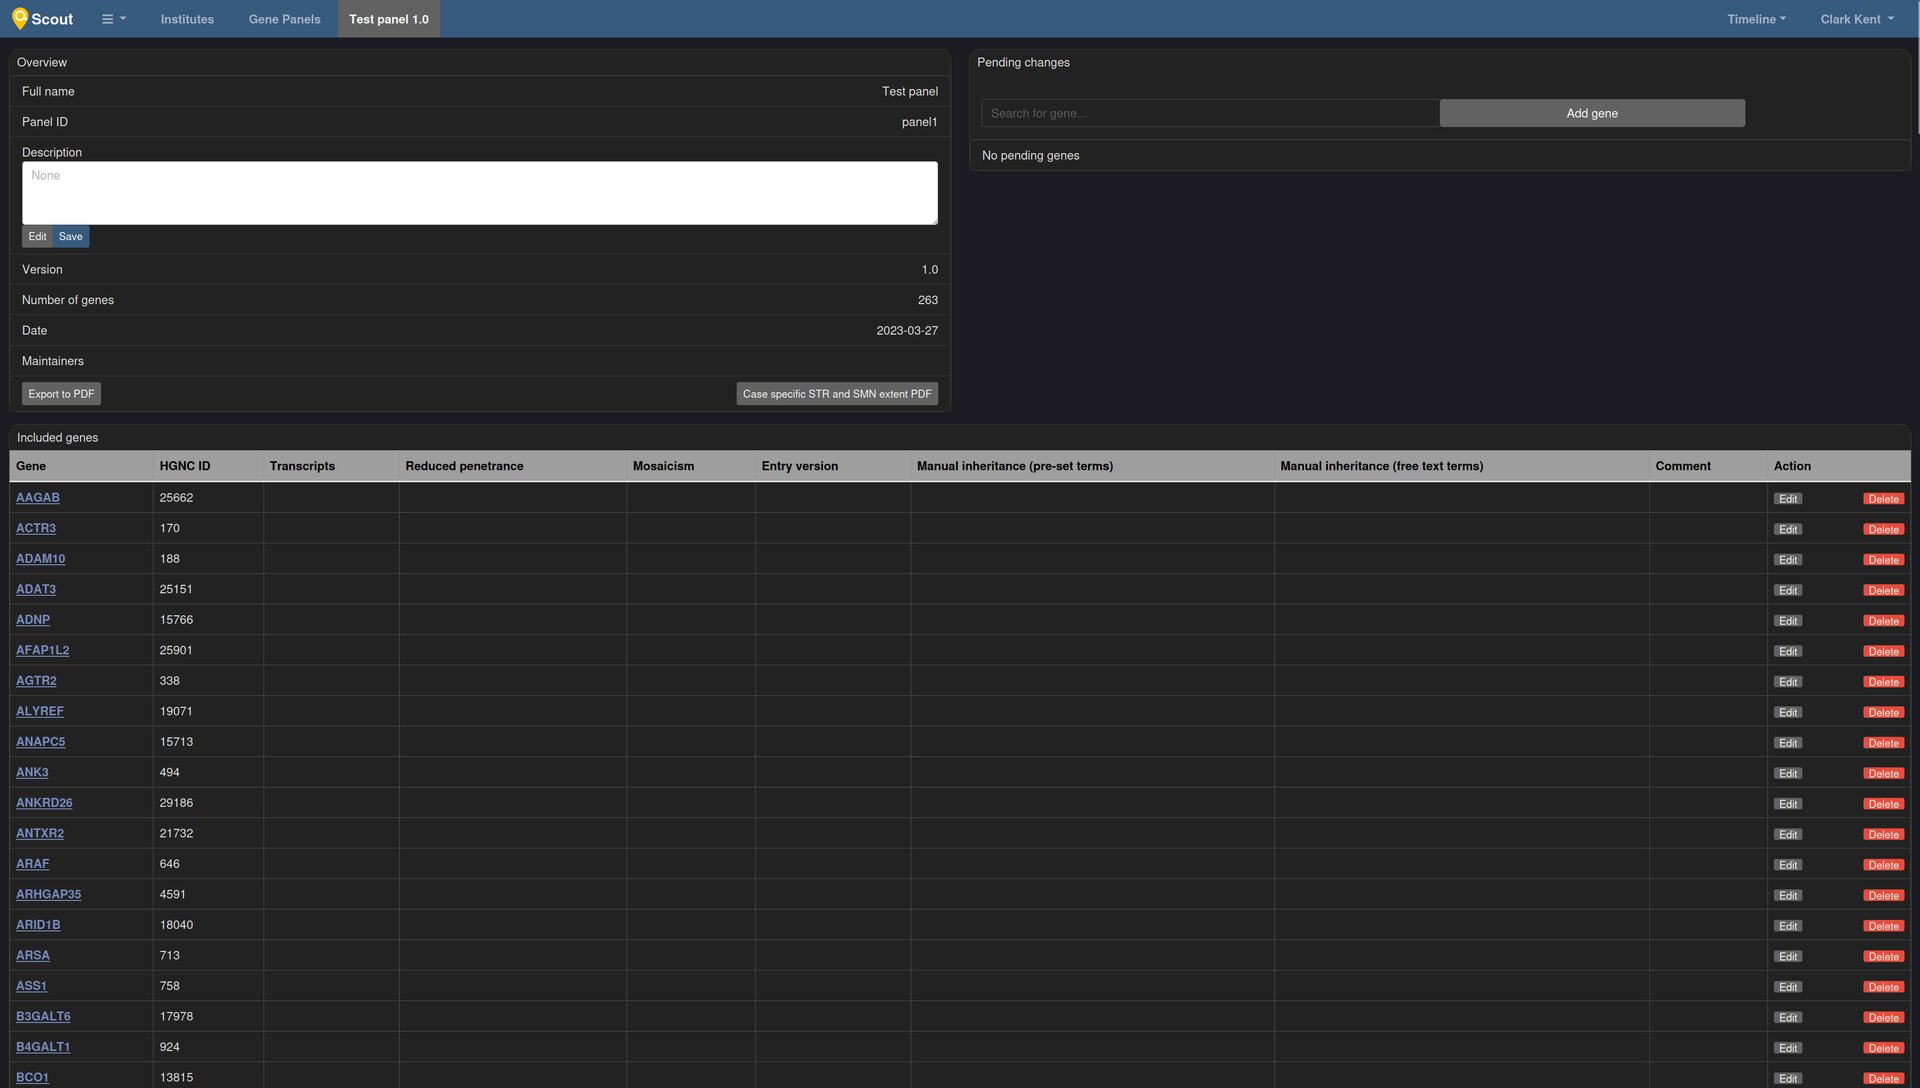 Scout Institutes Gene Panels Test panel 1.0 Timeline Clark Kent
Overview
Full name Test panel
Panel ID panel1
Description
None
Edit Save
Version 1.0
Number of genes 263
Date 2023-03-27
Maintainers
Export to PDF Case specific STR and SMN extent PDF
Pending changes
Search for gene... Add gene
No pending genes
Included genes
Gene HGNC ID Transcripts Reduced penetrance Mosaicism Entry version Manual inheritance (pre-set terms) Manual inheritance (free text terms) Comment Action
AAGAB 25662 Edit Delete
ACTR3 170 Edit Delete
ADAM10 188 Edit Delete
ADAT3 25151 Edit Delete
ADNP 15766 Edit Delete
AFAP1L2 25901 Edit Delete
AGTR2 338 Edit Delete
ALYREF 19071 Edit Delete
ANAPC5 15713 Edit Delete
ANK3 494 Edit Delete
ANKRD26 29186 Edit Delete
ANTXR2 21732 Edit Delete
ARAF 646 Edit Delete
ARHGAP35 4591 Edit Delete
ARID1B 18040 Edit Delete
ARSA 713 Edit Delete
ASS1 758 Edit Delete
B3GALT6 17978 Edit Delete
B4GALT1 924 Edit Delete
BCO1 13815 Edit Delete